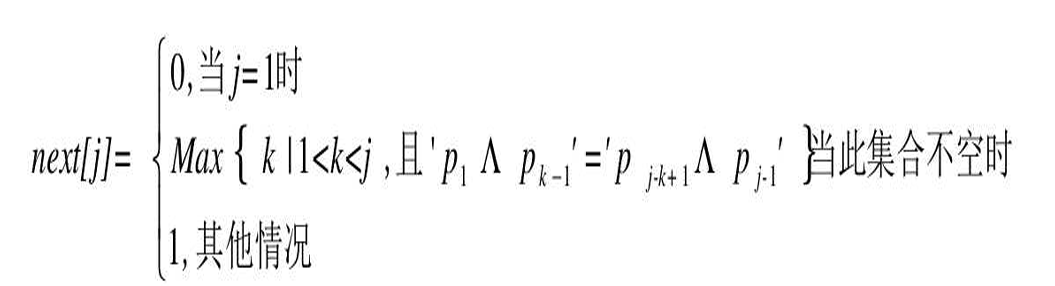 0,当j=1时
next[j]= Max{ k |1<k<j ,且'p₁ Λ pₖ₋₁'='p ⱼ₋ₖ₊₁Λ pⱼ₋₁' }当此集合不空时
1,其他情况